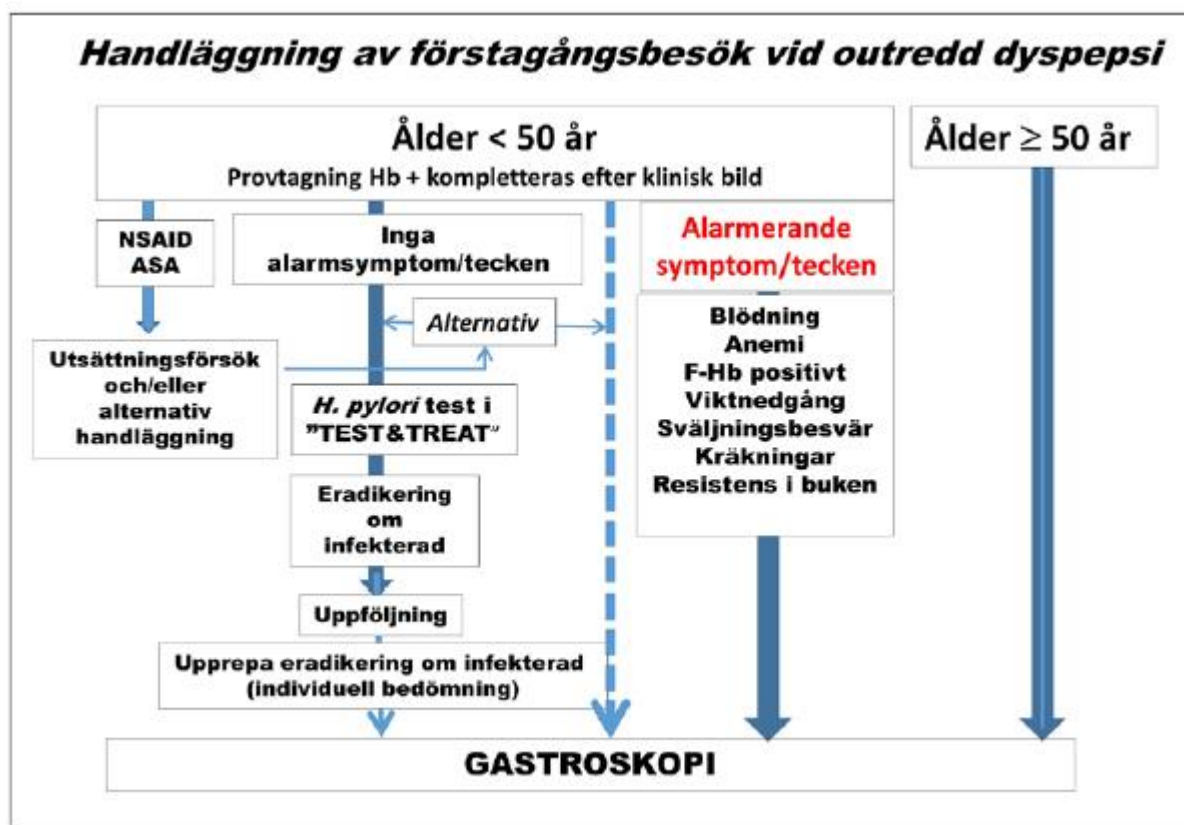 Handläggning av förstagångsbesök vid outredd dyspepsi
Ålder < 50 år
Provtagning Hb + kompletteras efter klinisk bild
Ålder ≥ 50 år
NSAID
ASA
Utsättningsförsök
och/eller
alternativ
handläggning
Inga
alarmsymptom/tecken
Alternativ
H. pylori test i
”TEST&TREAT”
Eradikering
om
infekterad
Uppföljning
Upprepa eradikering om infekterad
(individuell bedömning)
Alarmerande
symptom/tecken
Blödning
Anemi
F-Hb positivt
Viktnedgång
Sväljningsbesvär
Kräkningar
Resistens i buken
GASTROSKOPI